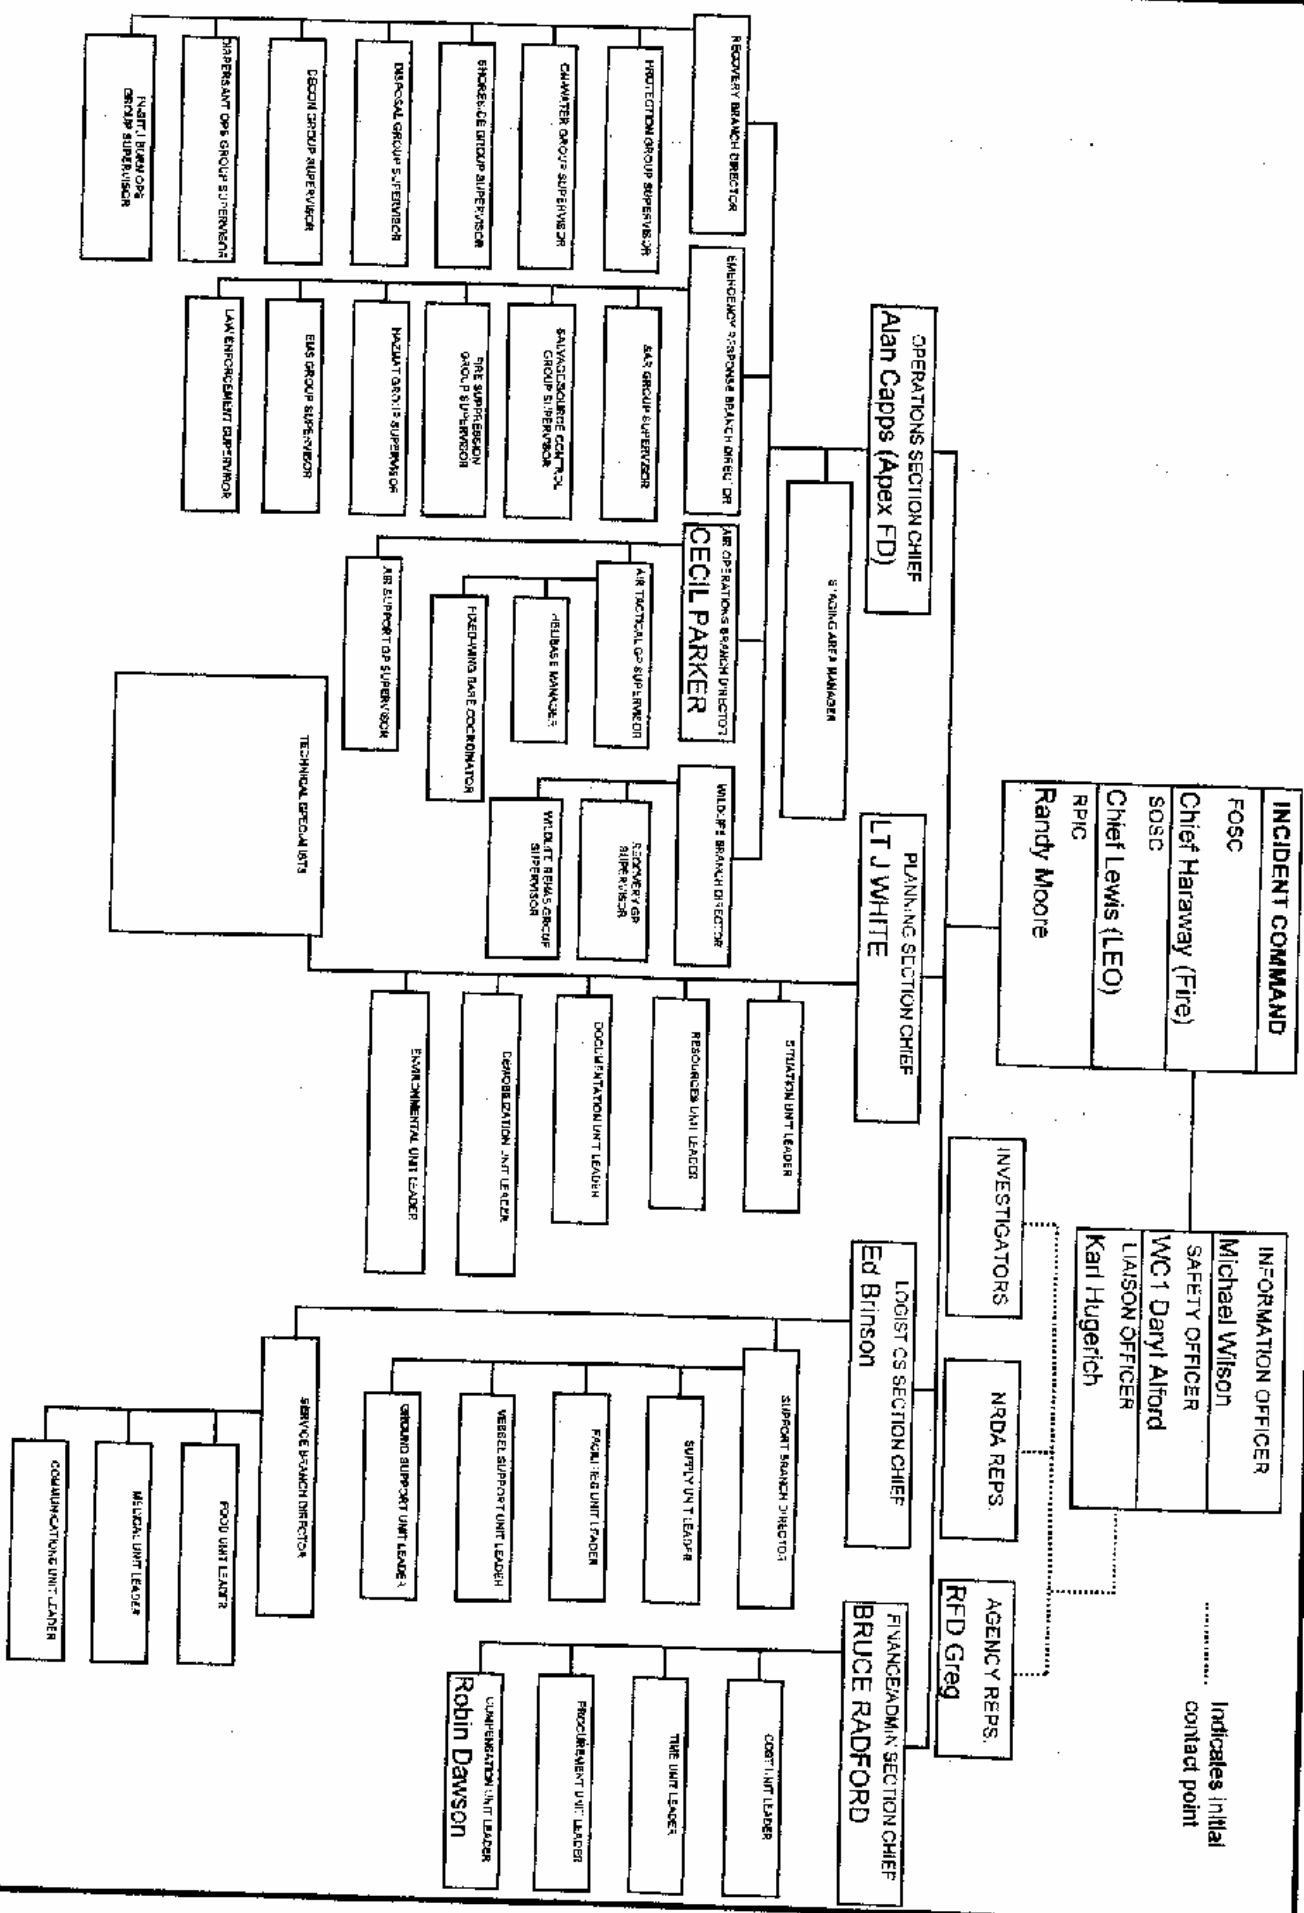 INCIDENT COMMAND
FOSC
Chief Haraway (Fire)
SOSC
Chief Lewis (LEO)
RPIC
Randy Moore
INFORMATION OFFICER
Michael Wilson
SAFETY OFFICER
WC1 Daryl Alford
LIAISON OFFICER
Karl Hugerich
Indicates initial
contact point
INVESTIGATORS
NRDA REPS.
AGENCY REPS.
RFD Greg
OPERATIONS SECTION CHIEF
Alan Capps (Apex FD)
STAGING AREA MANAGER
RECOVERY BRANCH DIRECTOR
PROTECTION GROUP SUPERVISOR
ON-WATER GROUP SUPERVISOR
SHORESIDE GROUP SUPERVISOR
DISPOSAL GROUP SUPERVISOR
DECON GROUP SUPERVISOR
DISPERSANT OPS GROUP SUPERVISOR
IN-SITU BURN OPS
GROUP SUPERVISOR
EMERGENCY RESPONSE BRANCH DIRECTOR
SAR GROUP SUPERVISOR
SALVAGE/SOURCE CONTROL
GROUP SUPERVISOR
FIRE SUPPRESSION
GROUP SUPERVISOR
HAZMAT GROUP SUPERVISOR
EMS GROUP SUPERVISOR
LAW ENFORCEMENT SUPERVISOR
AIR OPERATIONS BRANCH DIRECTOR
CECIL PARKER
AIR TACTICAL GP SUPERVISOR
HELIBASE MANAGER
FIXED-WING BASE COORDINATOR
AIR SUPPORT GP SUPERVISOR
WILDLIFE BRANCH DIRECTOR
RECOVERY GP
SUPERVISOR
WILDLIFE REHAB GROUP
SUPERVISOR
PLANNING SECTION CHIEF
LT J WHITE
SITUATION UNIT LEADER
RESOURCES UNIT LEADER
DOCUMENTATION UNIT LEADER
DEMOBILIZATION UNIT LEADER
ENVIRONMENTAL UNIT LEADER
TECHNICAL SPECIALISTS
LOGISTICS SECTION CHIEF
Ed Brinson
SUPPORT BRANCH DIRECTOR
SUPPLY UNIT LEADER
FACILITIES UNIT LEADER
VESSEL SUPPORT UNIT LEADER
GROUND SUPPORT UNIT LEADER
SERVICE BRANCH DIRECTOR
FOOD UNIT LEADER
MEDICAL UNIT LEADER
COMMUNICATIONS UNIT LEADER
FINANCE/ADMIN SECTION CHIEF
BRUCE RADFORD
COST UNIT LEADER
TIME UNIT LEADER
PROCUREMENT UNIT LEADER
COMPENSATION UNIT LEADER
Robin Dawson